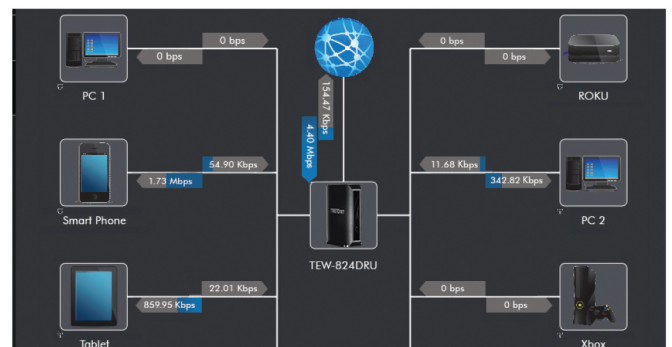 0 bps
0 bps
PC 1
0 bps
0 bps
ROKU
154.47 Kbps
4.40 Mbps
54.90 Kbps
1.73 Mbps
Smart Phone
11.68 Kbps
342.82 Kbps
PC 2
TRENDnet
TEW-824DRU
22.01 Kbps
859.95 Kbps
Tablet
0 bps
0 bps
Xbox